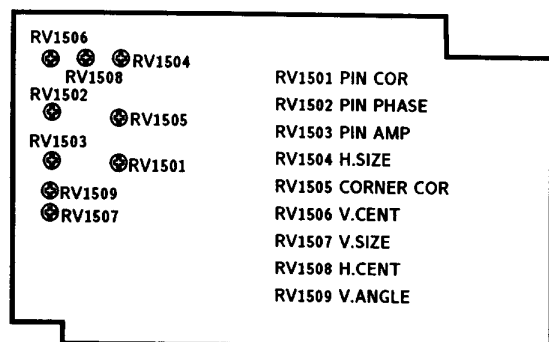 RV1506
RV1504
RV1508
RV1502
RV1505
RV1503
RV1501
RV1509
RV1507
RV1501 PIN COR
RV1502 PIN PHASE
RV1503 PIN AMP
RV1504 H.SIZE
RV1505 CORNER COR
RV1506 V.CENT
RV1507 V.SIZE
RV1508 H.CENT
RV1509 V.ANGLE